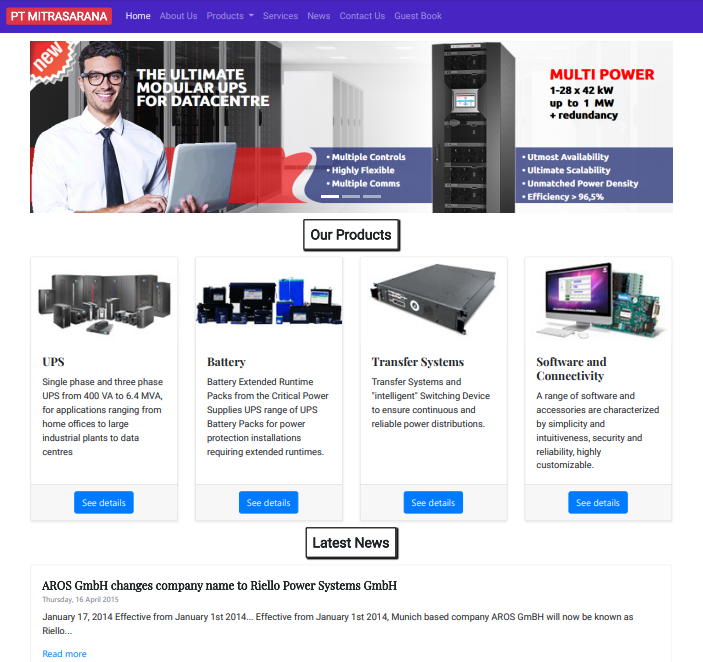 PT MITRASARANA
Home About Us Products Services News Contact Us Guest Book
new
THE ULTIMATE
MODULAR UPS
FOR DATACENTRE
MULTI POWER
1-28 x 42 kW
up to 1 MW
+ redundancy
• Multiple Controls
• Highly Flexible
• Multiple Comms
• Utmost Availability
• Ultimate Scalability
• Unmatched Power Density
• Efficiency > 96,5%
Our Products
UPS
Single phase and three phase
UPS from 400 VA to 6.4 MVA,
for applications ranging from
home offices to large
industrial plants to data
centres
See details
Battery
Battery Extended Runtime
Packs from the Critical Power
Supplies UPS range of UPS
Battery Packs for power
protection installations
requiring extended runtimes.
See details
Transfer Systems
Transfer Systems and
"intelligent" Switching Device
to ensure continuous and
reliable power distributions.
See details
Software and
Connectivity
A range of software and
accessories are characterized
by simplicity and
intuitiveness, security and
reliability, highly
customizable.
See details
Latest News
AROS GmbH changes company name to Riello Power Systems GmbH
Thursday, 16 April 2015
January 17, 2014 Effective from January 1st 2014... Effective from January 1st 2014, Munich based company AROS GmBH will now be known as
Riello...
Read more